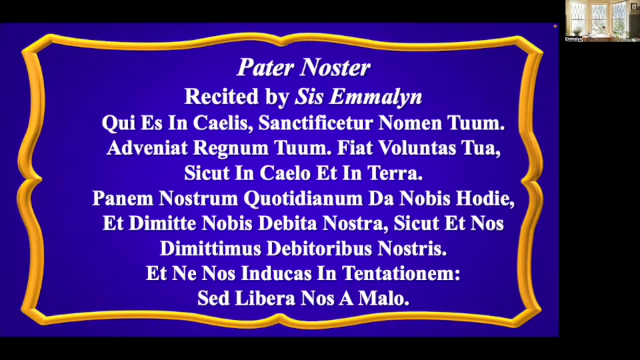 Pater Noster
Recited by Sis Emmalyn
Qui Es In Caelis, Sanctificetur Nomen Tuum.
Adveniat Regnum Tuum. Fiat Voluntas Tua,
Sicut In Caelo Et In Terra.
Panem Nostrum Quotidianum Da Nobis Hodie,
Et Dimitte Nobis Debita Nostra, Sicut Et Nos
Dimittimus Debitoribus Nostris.
Et Ne Nos Inducas In Tentationem:
Sed Libera Nos A Malo.
Emmalyn